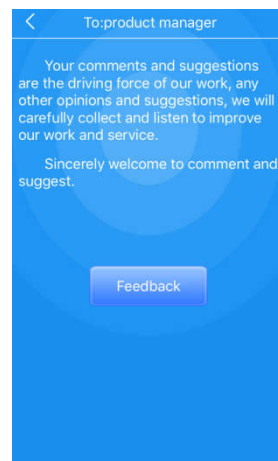 To:product manager
Your comments and suggestions
are the driving force of our work, any
other opinions and suggestions, we will
carefully collect and listen to improve
our work and service.
Sincerely welcome to comment and
suggest.
Feedback